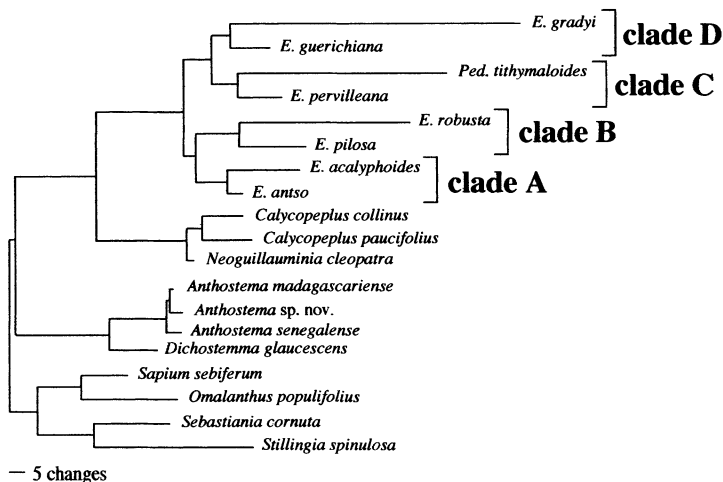 E. gradyi
clade D
E. guerichiana
Ped. tithymaloides
clade C
E. pervilleana
E. robusta
clade B
E. pilosa
E. acalyphoides
clade A
E. antso
Calycopeplus collinus
Calycopeplus paucifolius
Neoguillauminia cleopatra
Anthostema madagascariense
Anthostema sp. nov.
Anthostema senegalense
Dichostemma glaucescens
Sapium sebiferum
Omalanthus populifolius
Sebastiania cornuta
Stillingia spinulosa
5 changes